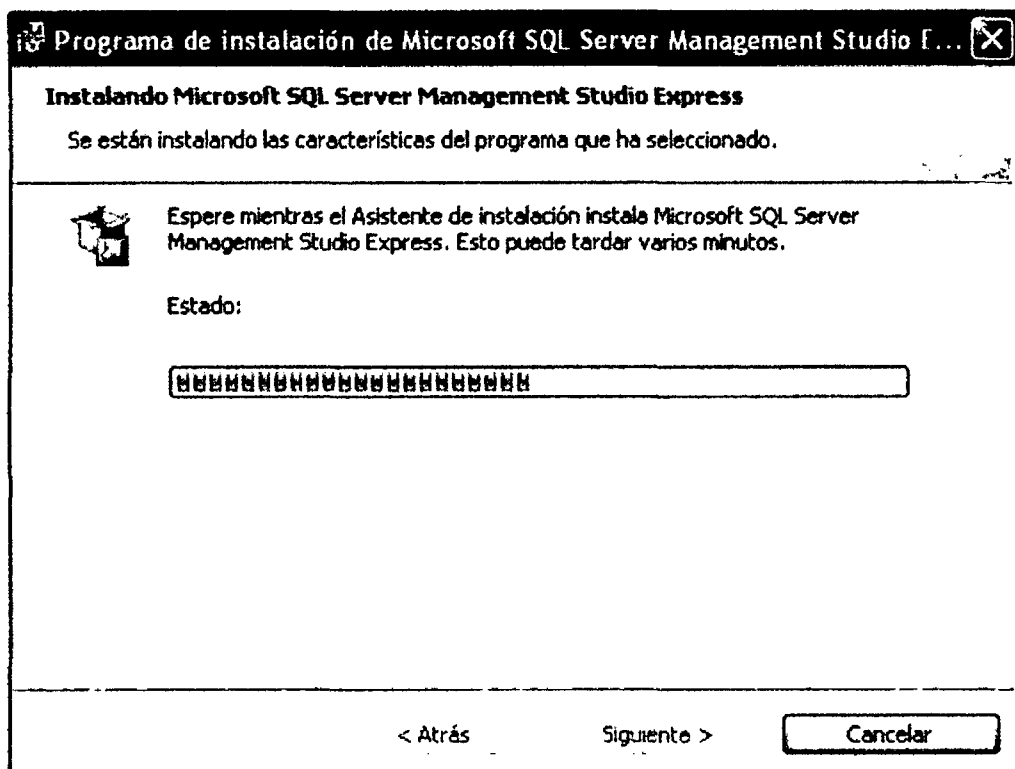 Programa de instalación de Microsoft SQL Server Management Studio E...
Instalando Microsoft SQL Server Management Studio Express
Se están instalando las características del programa que ha seleccionado.
Espere mientras el Asistente de instalación instala Microsoft SQL Server
Management Studio Express. Esto puede tardar varios minutos.
Estado:
< Atrás
Siguiente >
Cancelar